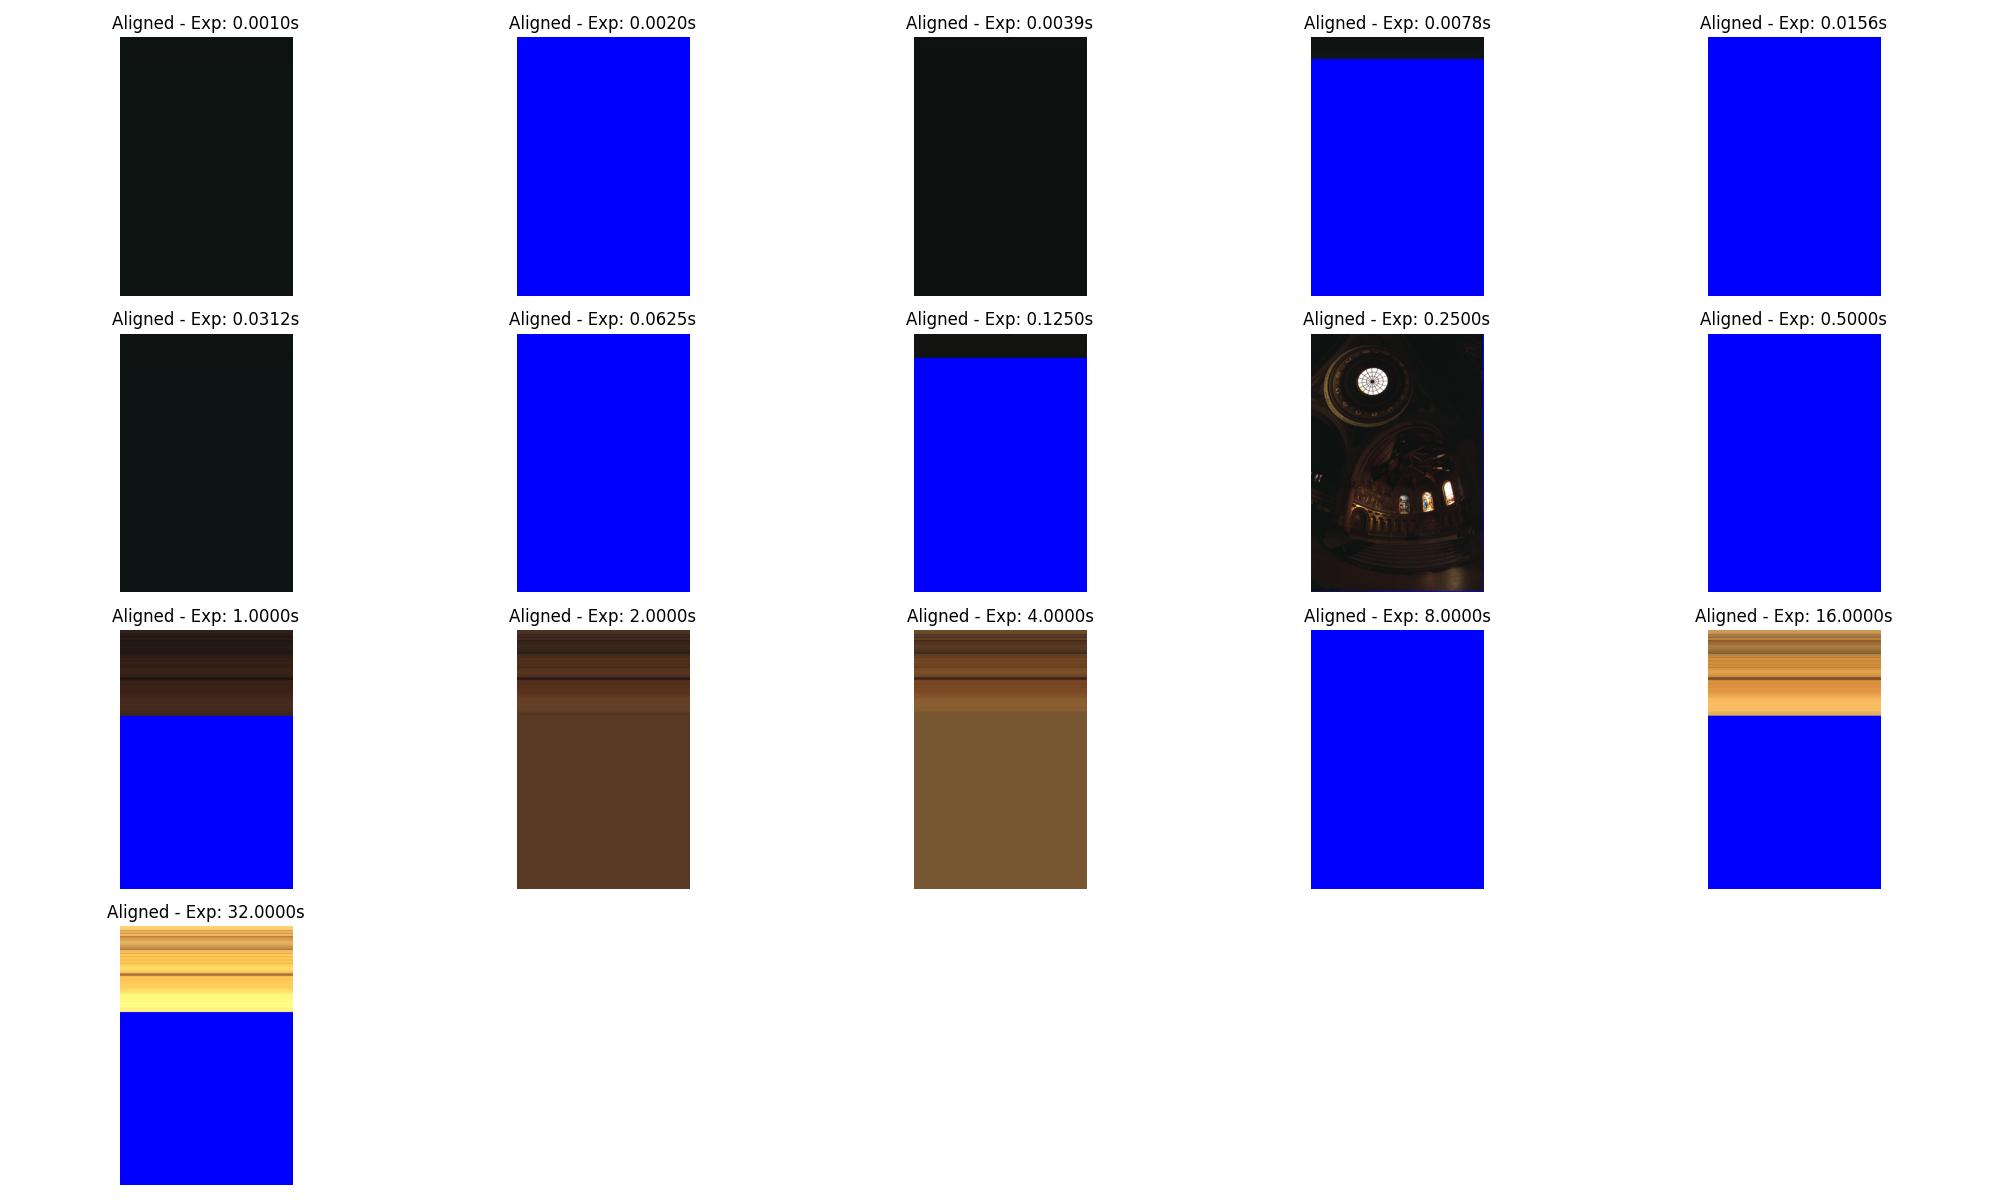 Aligned - Exp: 0.0010s
Aligned - Exp: 0.0020s
Aligned - Exp: 0.0039s
Aligned - Exp: 0.0078s
Aligned - Exp: 0.0156s
Aligned - Exp: 0.0312s
Aligned - Exp: 0.0625s
Aligned - Exp: 0.1250s
Aligned - Exp: 0.2500s
Aligned - Exp: 0.5000s
Aligned - Exp: 1.0000s
Aligned - Exp: 2.0000s
Aligned - Exp: 4.0000s
Aligned - Exp: 8.0000s
Aligned - Exp: 16.0000s
Aligned - Exp: 32.0000s